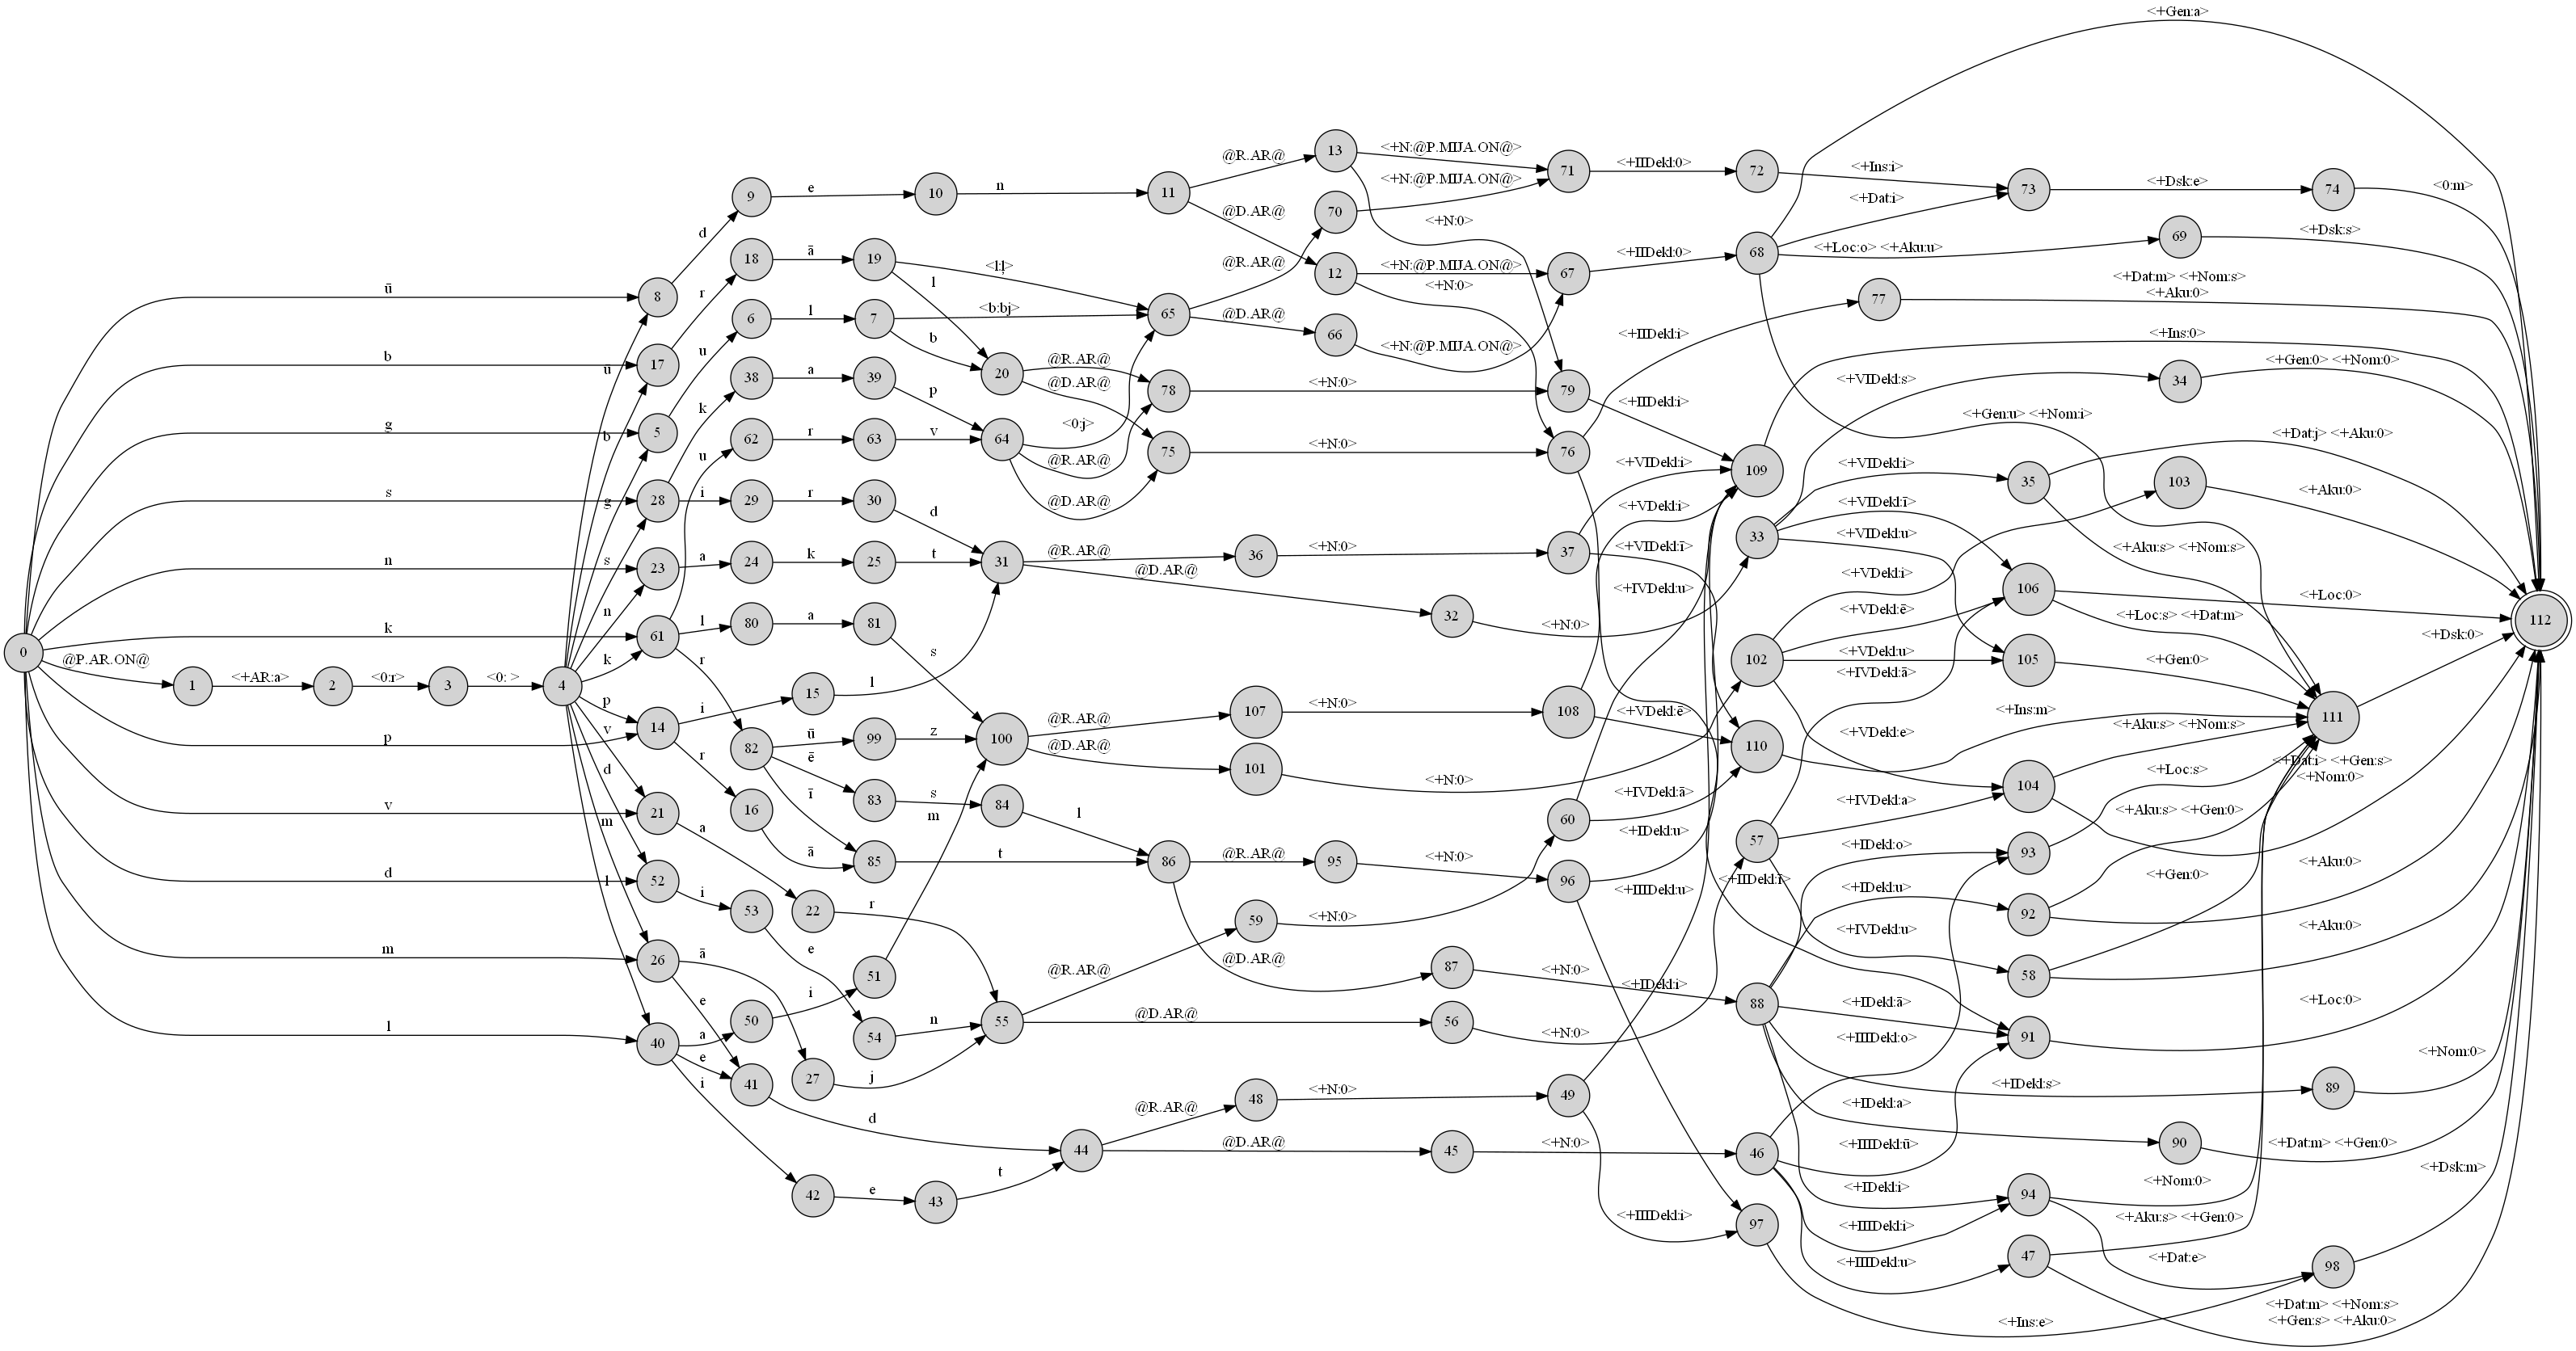 0
ū
b
g
s
n
k
@P.AR.ON@
p
v
d
m
l
1
<+AR:a>
2
<0:r>
3
<0: >
4
ū
b
g
s
n
k
p
v
d
m
l
8
17
5
28
23
61
14
21
52
26
40
d
r
u
k
i
a
u
l
r
i
r
a
i
ā
e
a
e
i
9
18
6
38
62
29
24
80
82
15
16
22
53
27
50
41
42
e
ā
l
a
r
r
k
a
ū
ē
ī
l
ā
r
e
i
j
d
e
10
19
7
39
63
30
25
81
99
83
85
51
54
43
n
<l:ļ>
l
<b:bj>
b
p
v
d
t
s
z
s
t
m
n
t
11
20
64
31
100
84
l
86
55
44
@R.AR@
@D.AR@
@R.AR@
@D.AR@
<0:j>
@R.AR@
@D.AR@
@R.AR@
@D.AR@
@R.AR@
@D.AR@
@R.AR@
@D.AR@
@R.AR@
@D.AR@
@R.AR@
@D.AR@
65
78
75
@R.AR@
@D.AR@
13
70
12
66
36
32
107
101
95
87
59
56
48
45
<+N:@P.MIJA.ON@>
<+N:@P.MIJA.ON@>
<+N:0>
<+N:@P.MIJA.ON@>
<+N:0>
<+N:@P.MIJA.ON@>
<+N:0>
<+N:0>
<+N:0>
<+N:0>
<+N:0>
<+N:0>
<+N:0>
<+N:0>
<+N:0>
<+N:0>
<+N:0>
<+N:0>
71
67
79
76
37
108
60
96
49
<+IIDekl:0>
<+IIDekl:0>
<+IIDekl:i>
<+IIDekl:i>
<+VIDekl:i>
<+VDekl:i>
<+VIDekl:ī>
<+IVDekl:u>
<+VDekl:ē>
<+IVDekl:ā>
<+IDekl:u>
<+IIDekl:ī>
<+IIIDekl:u>
<+IDekl:i>
<+IIIDekl:i>
72
68
77
109
33
102
110
57
88
46
97
<+Gen:a>
<+Ins:i>
<+Dat:i>
<+Loc:o> <+Aku:u>
<+Dat:m> <+Nom:s>
<+Aku:0>
<+Ins:0>
<+VIDekl:s>
<+Gen:u> <+Nom:i>
<+VIDekl:i>
<+VIDekl:ī>
<+VIDekl:u>
<+VDekl:i>
<+VDekl:ē>
<+VDekl:u>
<+IVDekl:ā>
<+VDekl:e>
<+Ins:m>
<+IVDekl:a>
<+IDekl:o>
<+IDekl:u>
<+IVDekl:u>
<+IDekl:ā>
<+IIIDekl:o>
<+IDekl:s>
<+IDekl:a>
<+IIIDekl:ū>
<+IDekl:i>
<+IIIDekl:i>
<+IIIDekl:u>
<+Ins:e>
73
69
34
35
103
106
105
104
93
92
58
91
89
90
94
47
98
<+Dsk:e>
74
<0:m>
<+Dsk:s>
<+Gen:0> <+Nom:0>
<+Dat:j> <+Aku:0>
<+Aku:s> <+Nom:s>
<+Aku:0>
<+Loc:0>
<+Loc:s> <+Dat:m>
<+Gen:0>
<+Dsk:0>
<+Aku:s> <+Nom:s>
<+Loc:s>
<+Dat:i> <+Gen:s>
<+Nom:0>
<+Aku:s> <+Gen:0>
<+Aku:0>
<+Gen:0>
<+Aku:0>
<+Loc:0>
<+Nom:0>
<+Dat:m> <+Gen:0>
<+Nom:0>
<+Aku:s> <+Gen:0>
<+Dat:e>
<+Dsk:m>
<+Dat:m> <+Nom:s>
<+Gen:s> <+Aku:0>
111
112